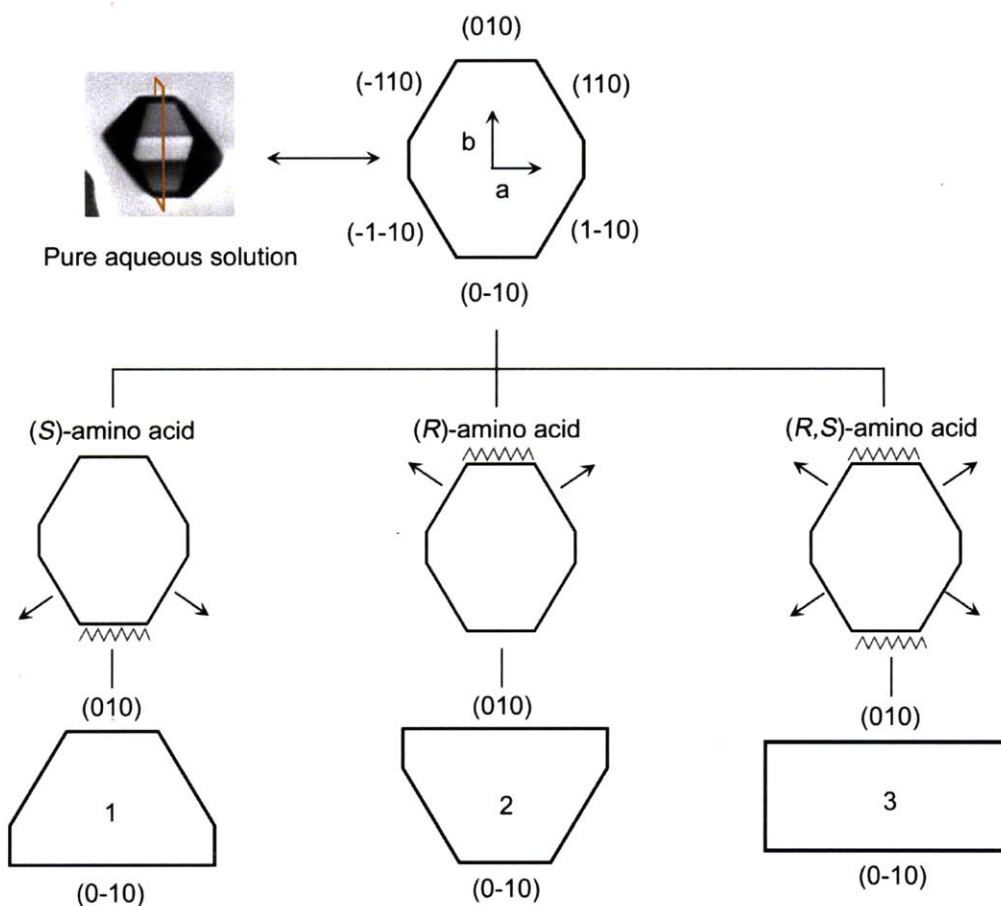 (010)
(-110)
(110)
b
a
(-1-10)
(1-10)
Pure aqueous solution
(0-10)
(S)-amino acid
(R)-amino acid
(R,S)-amino acid
(010)
(010)
(010)
1
2
3
(0-10)
(0-10)
(0-10)